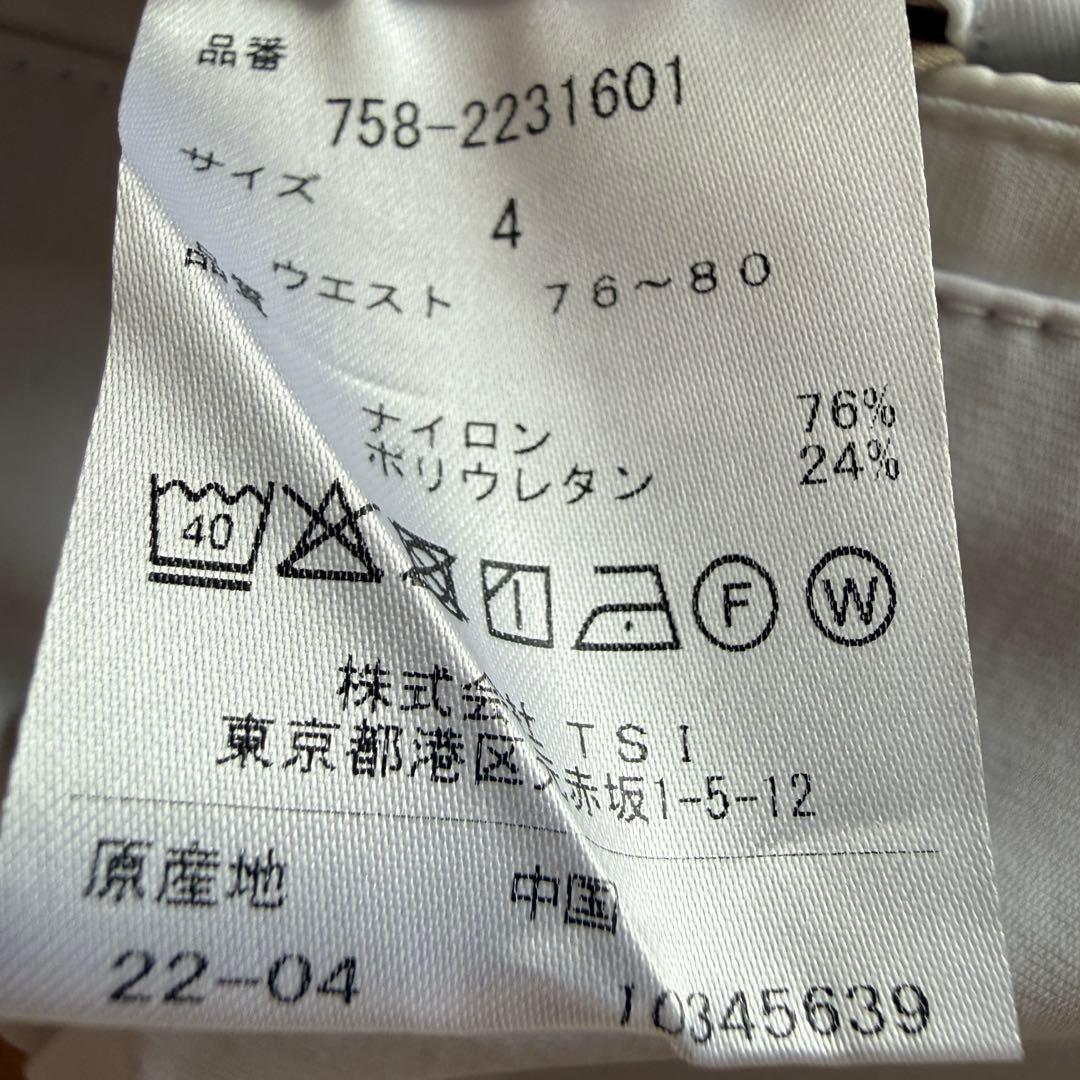 品番
758-2231601
サイズ
4
品質 ウエスト 76～80
ナイロン 76%
ポリウレタン 24%
40
F W
株式会社 TSI
東京都港区赤坂1-5-12
原産地 中国
22-04
10345639